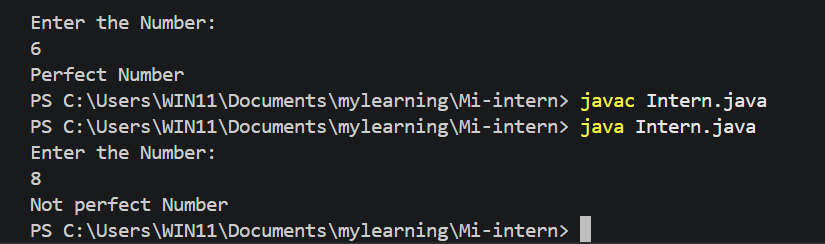 Enter the Number:
6
Perfect Number
PS C:\Users\WIN11\Documents\mylearning\Mi-intern> javac Intern.java
PS C:\Users\WIN11\Documents\mylearning\Mi-intern> java Intern.java
Enter the Number:
8
Not perfect Number
PS C:\Users\WIN11\Documents\mylearning\Mi-intern>